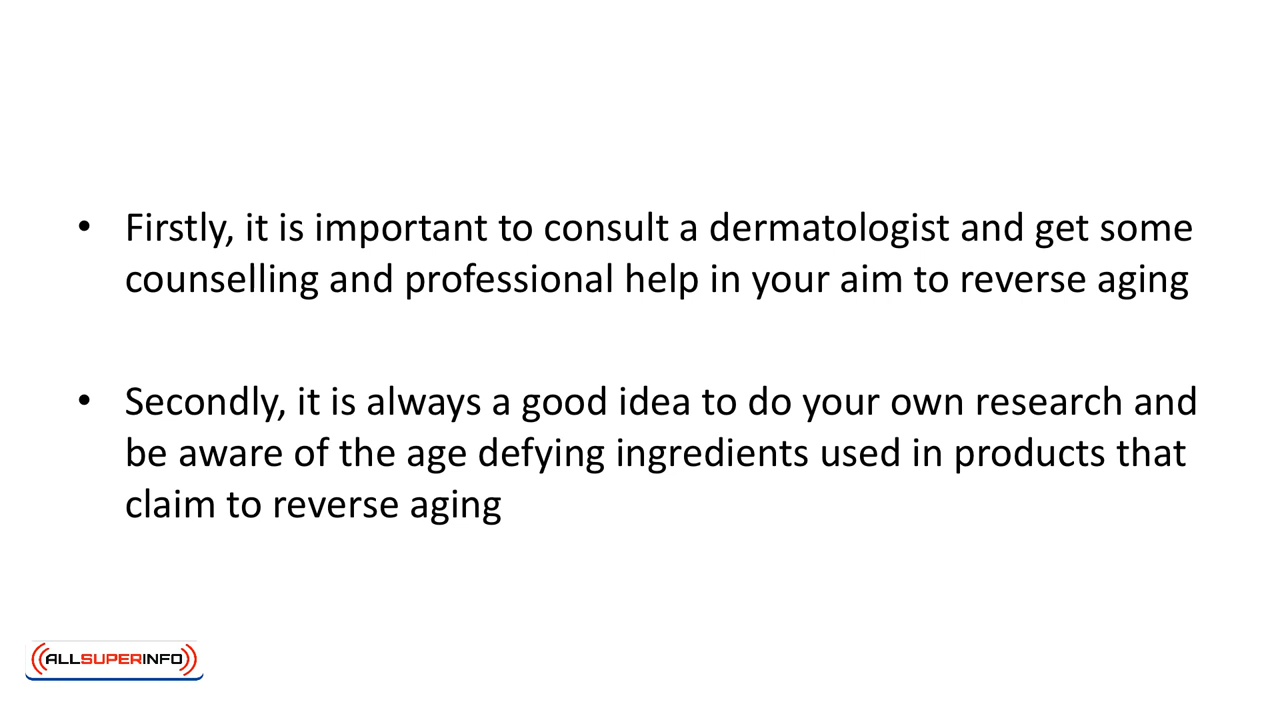 • Firstly, it is important to consult a dermatologist and get some
counselling and professional help in your aim to reverse aging
• Secondly, it is always a good idea to do your own research and
be aware of the age defying ingredients used in products that
claim to reverse aging
ALLSUPERINFO